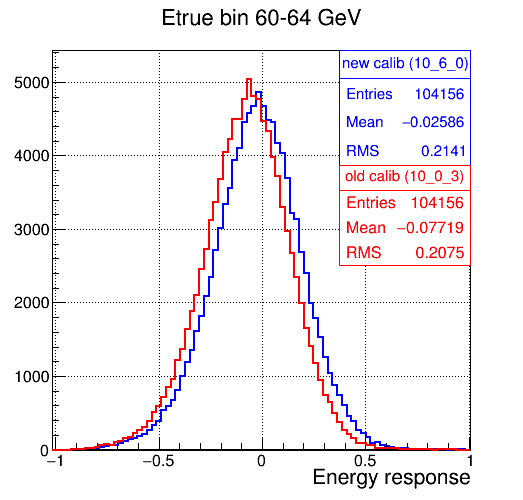 Etrue bin 60-64 GeV
new calib (10_6_0)
Entries 104156
Mean −0.02586
RMS 0.2141
old calib (10_0_3)
Entries 104156
Mean −0.07719
RMS 0.2075
5000
4000
3000
2000
1000
0
−1 −0.5 0 0.5 1
Energy response